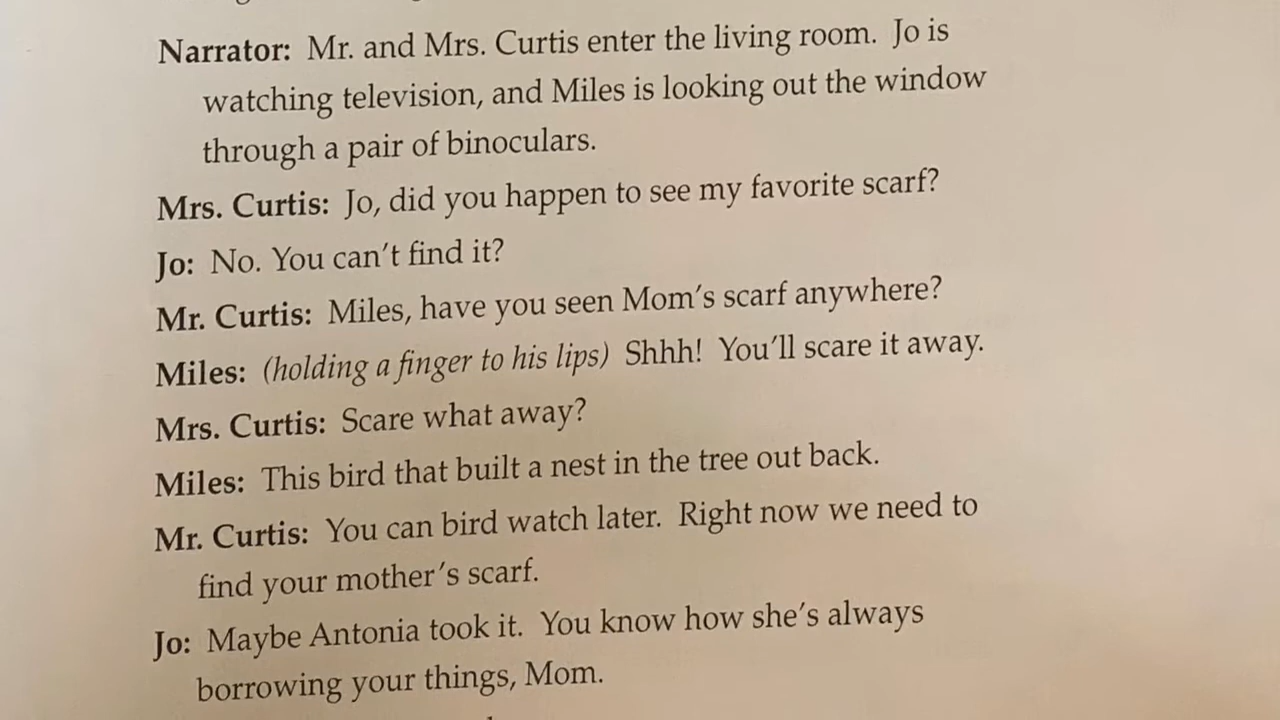 Narrator: Mr. and Mrs. Curtis enter the living room. Jo is
watching television, and Miles is looking out the window
through a pair of binoculars.
Mrs. Curtis: Jo, did you happen to see my favorite scarf?
Jo: No. You can't find it?
Mr. Curtis: Miles, have you seen Mom's scarf anywhere?
Miles: (holding a finger to his lips) Shhh! You'll scare it away.
Mrs. Curtis: Scare what away?
Miles: This bird that built a nest in the tree out back.
Mr. Curtis: You can bird watch later. Right now we need to
find your mother's scarf.
Jo: Maybe Antonia took it. You know how she's always
borrowing your things, Mom.